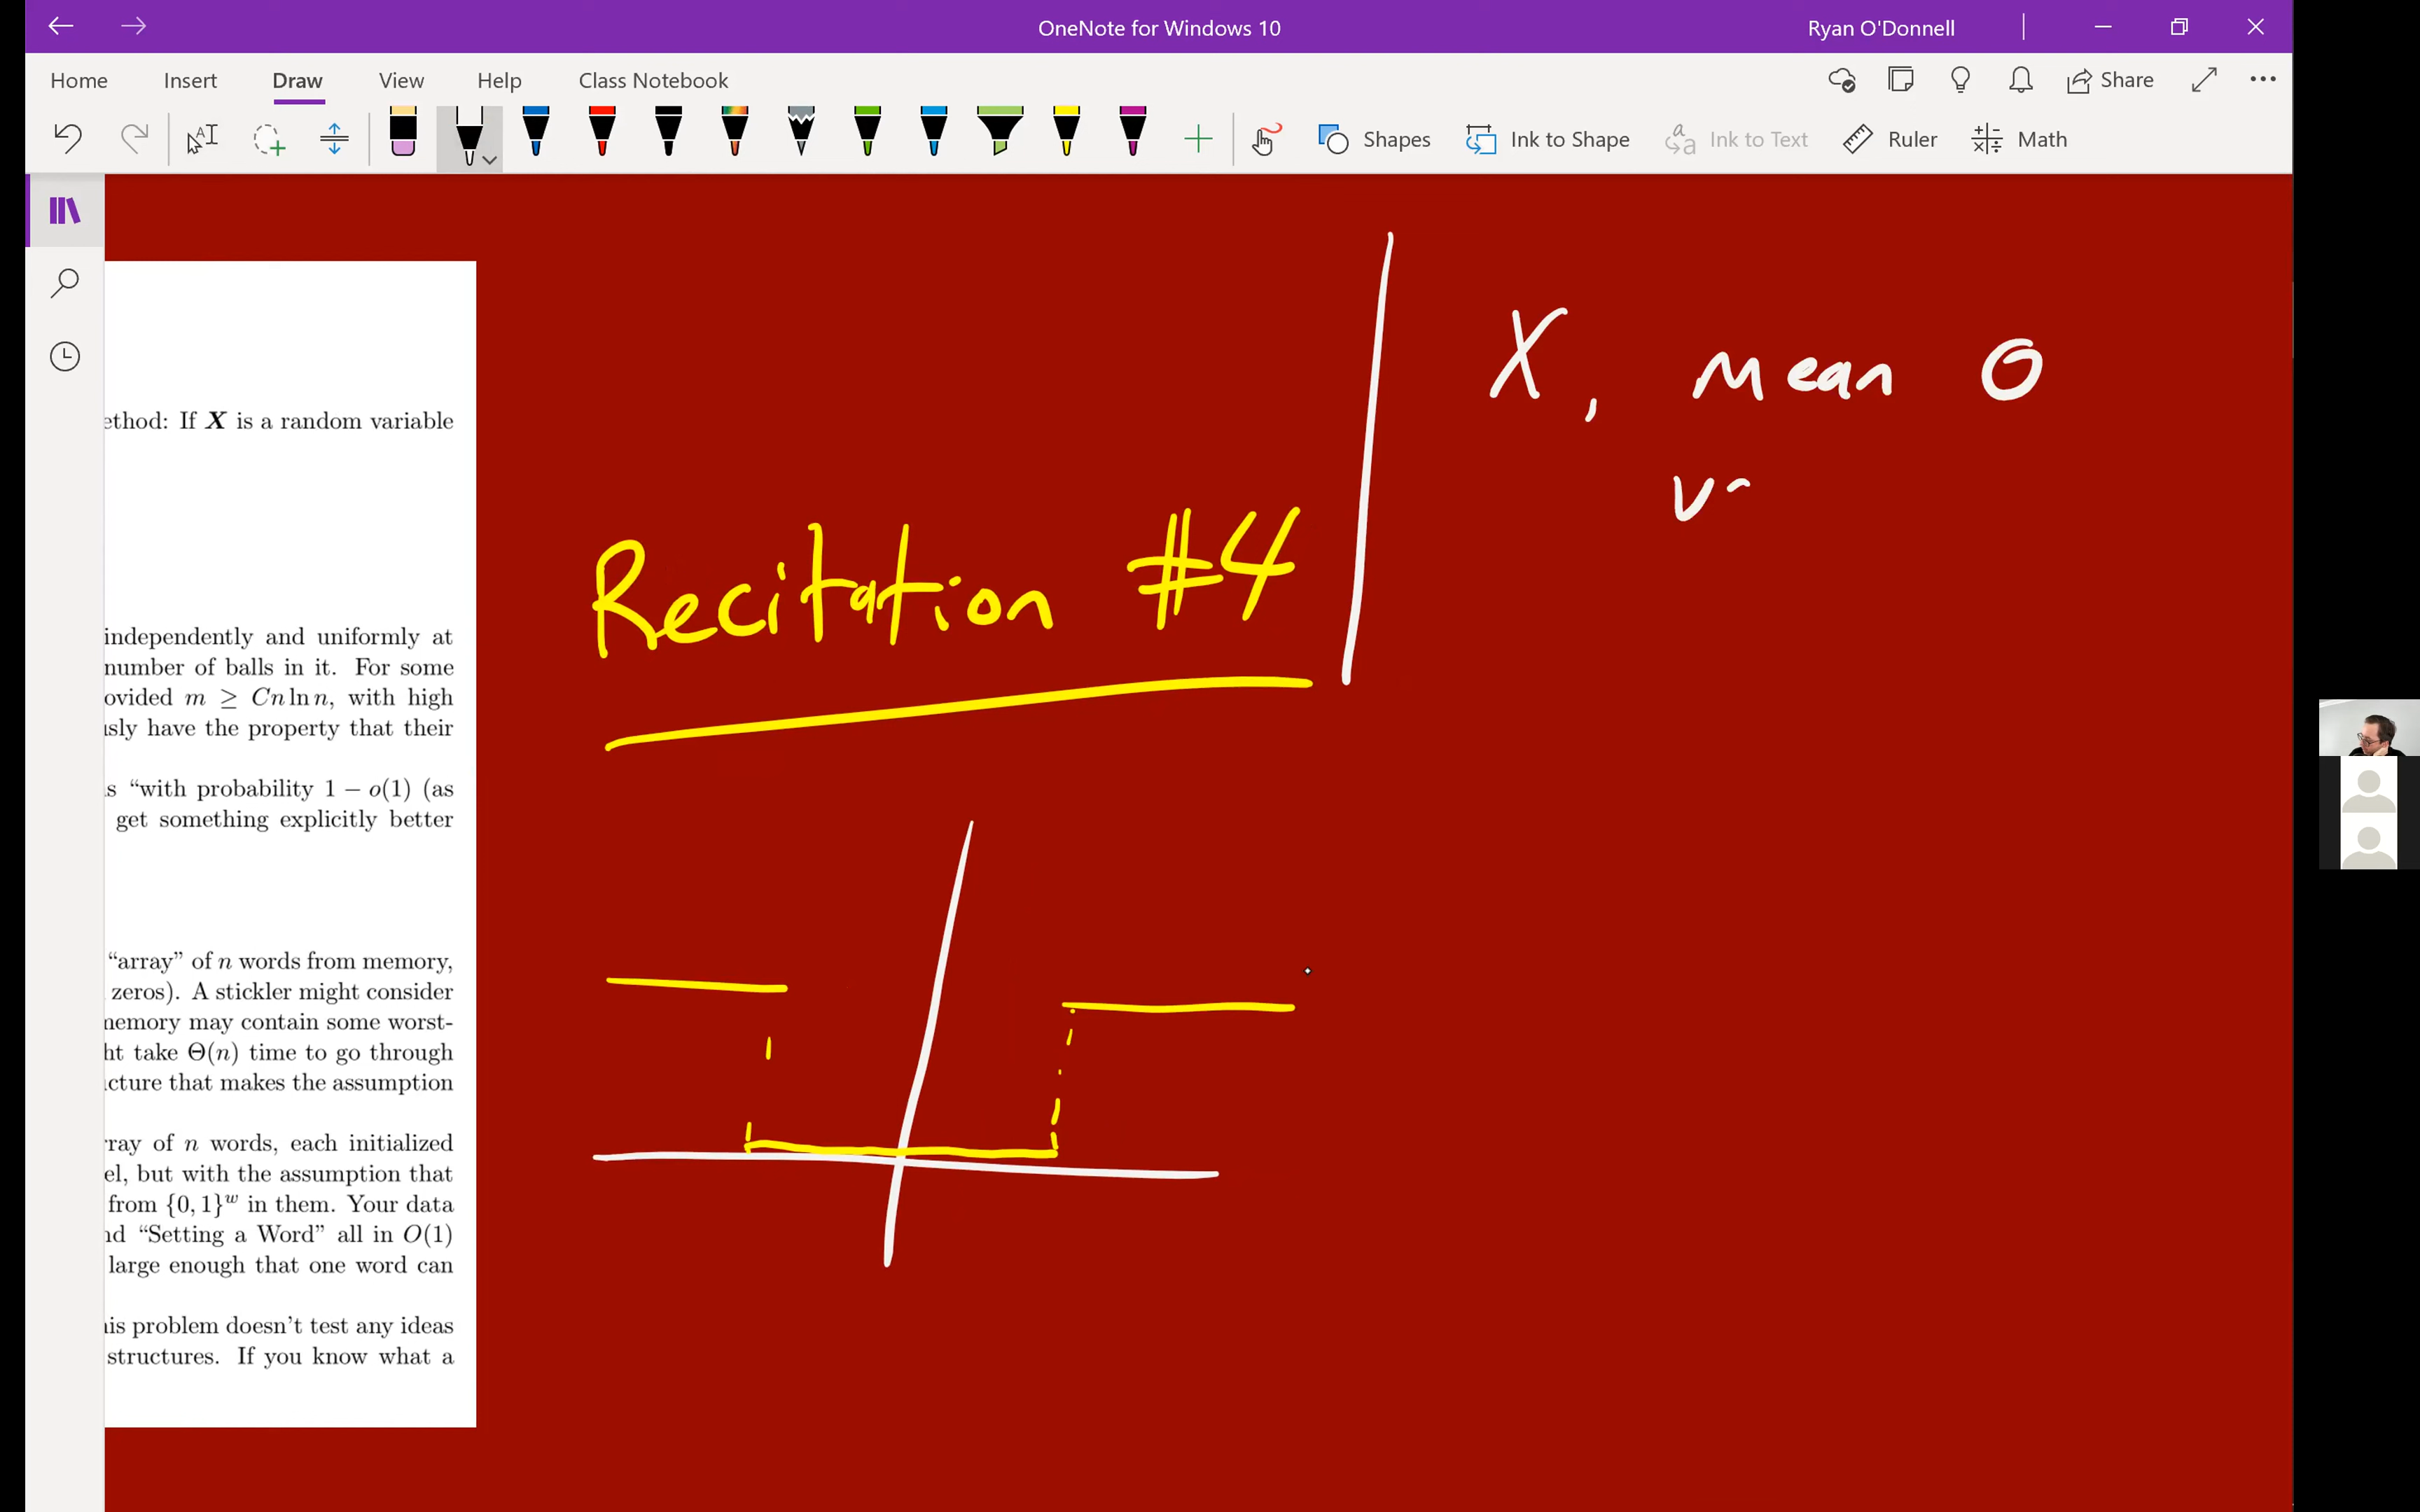 OneNote for Windows 10
Ryan O'Donnell
Home Insert Draw View Help Class Notebook
Share
Shapes Ink to Shape Ink to Text Ruler Math
ethod: If X is a random variable
independently and uniformly at
number of balls in it. For some
ovided m ≥ Cn ln n, with high
sly have the property that their
s “with probability 1 − o(1) (as
get something explicitly better
“array” of n words from memory,
zeros). A stickler might consider
memory may contain some worst-
ht take Θ(n) time to go through
cture that makes the assumption
ray of n words, each initialized
el, but with the assumption that
from {0, 1}^w in them. Your data
nd “Setting a Word” all in O(1)
large enough that one word can
is problem doesn’t test any ideas
structures. If you know what a
Recitation #4
X, mean 0